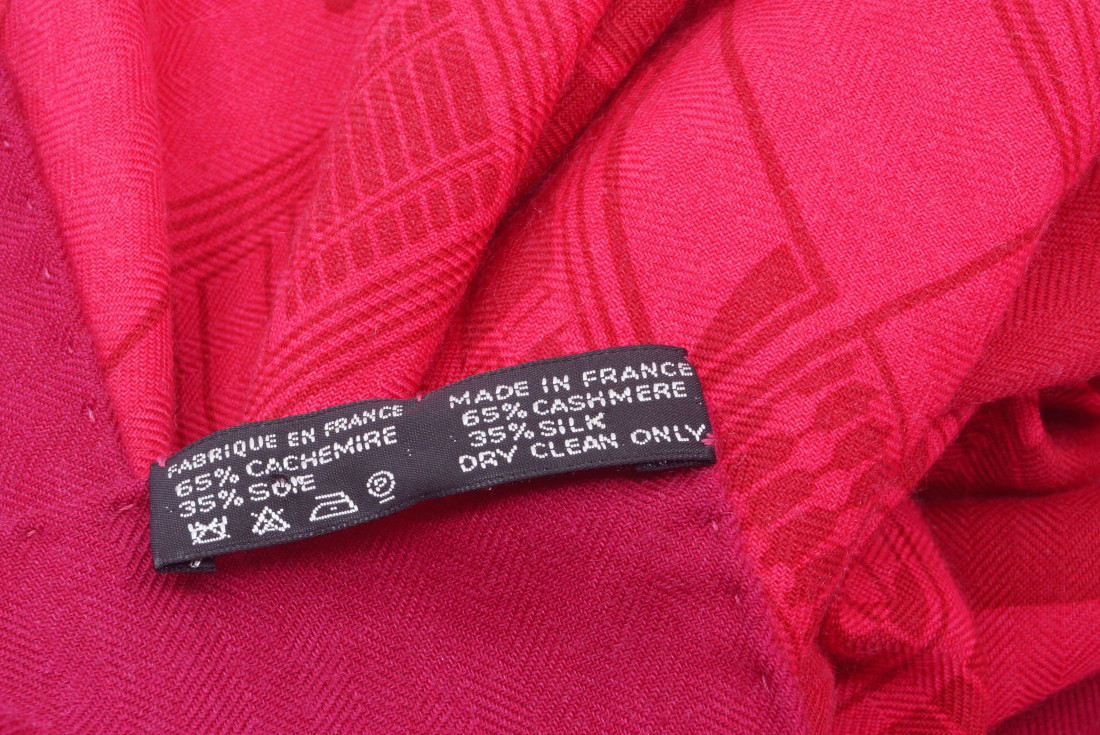 FABRIQUE EN FRANCE
65% CACHEMIRE
35% SOIE
MADE IN FRANCE
65% CASHMERE
35% SILK
DRY CLEAN ONLY